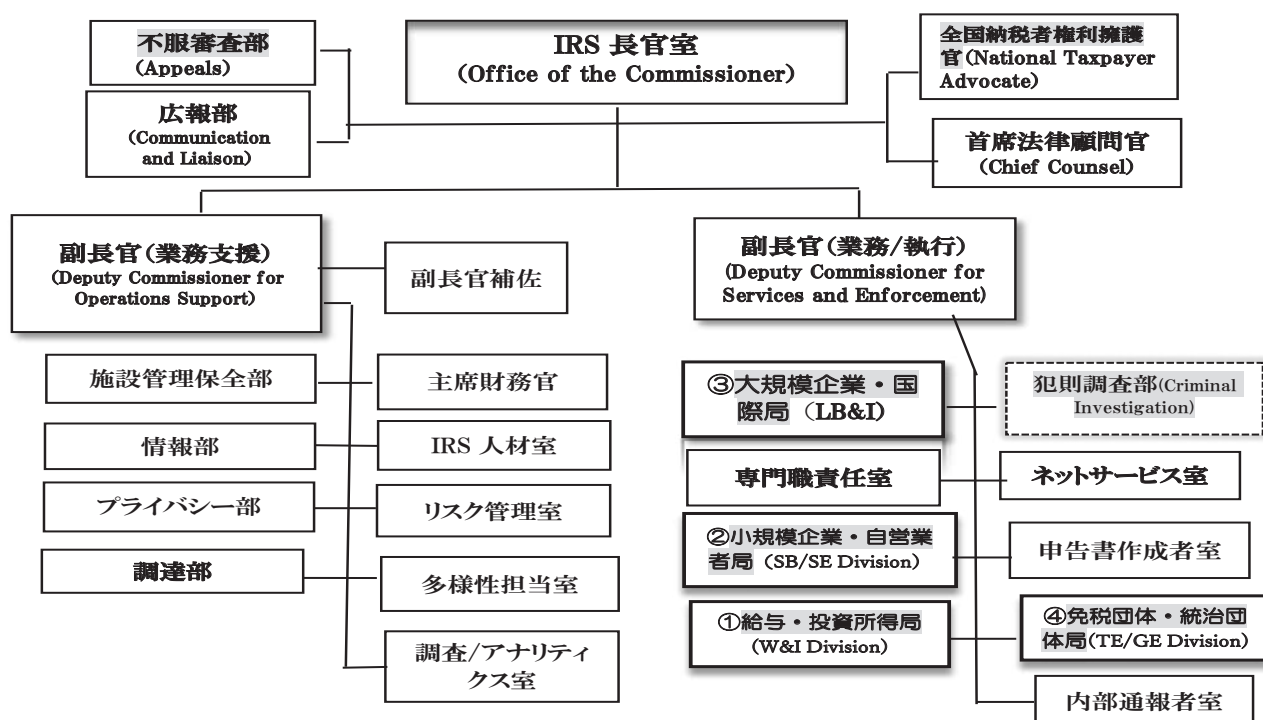 不服審査部
(Appeals)
IRS 長官室
(Office of the Commissioner)
全国納税者権利擁護
官(National Taxpayer
Advocate)
広報部
(Communication
and Liaison)
首席法律顧問官
(Chief Counsel)
副長官(業務支援)
(Deputy Commissioner for
Operations Support)
副長官補佐
副長官(業務/執行)
(Deputy Commissioner for
Services and Enforcement)
施設管理保全部
主席財務官
③大規模企業・国
際局 (LB&I)
犯則調査部(Criminal
Investigation)
情報部
IRS 人材室
専門職責任室
ネットサービス室
プライバシー部
リスク管理室
②小規模企業・自営業
者局 (SB/SE Division)
申告書作成者室
調達部
多様性担当室
①給与・投資所得局
(W&I Division)
④免税団体・統治団
体局(TE/GE Division)
調査/アナリティ
クス室
内部通報者室